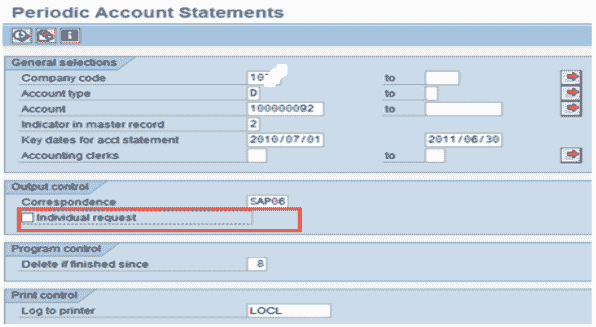 Periodic Account Statements
General selections
Company code to
Account type D to
Account 100000092 to
Indicator in master record 2
Key dates for acct statement 2010/07/01 2011/06/30
Accounting clerks to
Output control
Correspondence SAP06
Individual request
Program control
Delete if finished since 8
Print control
Log to printer LOCL